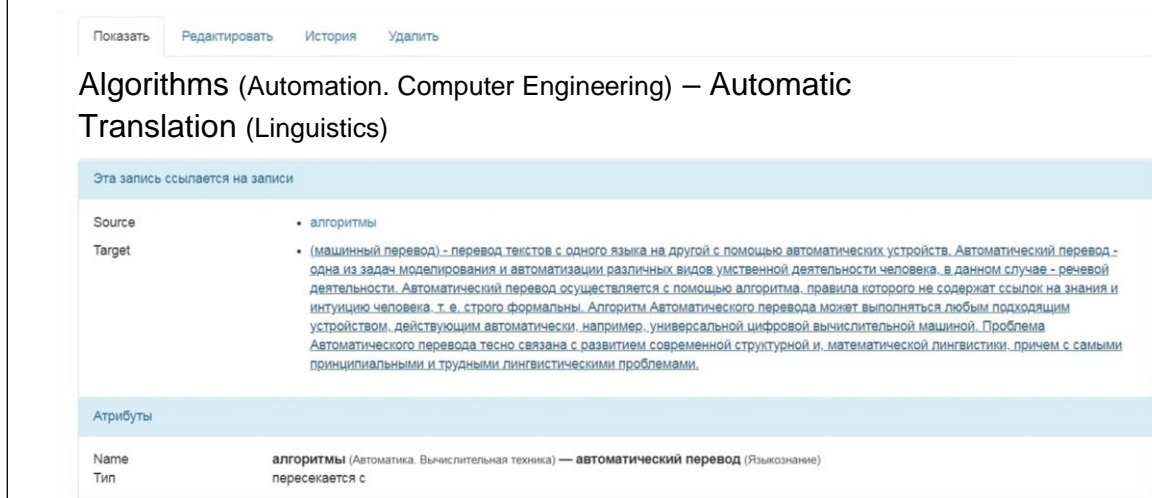 Показать Редактировать История Удалить
Algorithms (Automation. Computer Engineering) – Automatic
Translation (Linguistics)
Эта запись ссылается на записи
Source • алгоритмы
Target • (машинный перевод) - перевод текстов с одного языка на другой с помощью автоматических устройств. Автоматический перевод -
одна из задач моделирования и автоматизации различных видов умственной деятельности человека, в данном случае - речевой
деятельности. Автоматический перевод осуществляется с помощью алгоритма, правила которого не содержат ссылок на знания и
интуицию человека, т. е. строго формальны. Алгоритм Автоматического перевода может выполняться любым подходящим
устройством, действующим автоматически, например, универсальной цифровой вычислительной машиной. Проблема
Автоматического перевода тесно связана с развитием современной структурной и, математической лингвистики, причем с самыми
принципиальными и трудными лингвистическими проблемами.
Атрибуты
Name алгоритмы (Автоматика. Вычислительная техника) — автоматический перевод (Языкознание)
Тип пересекается с